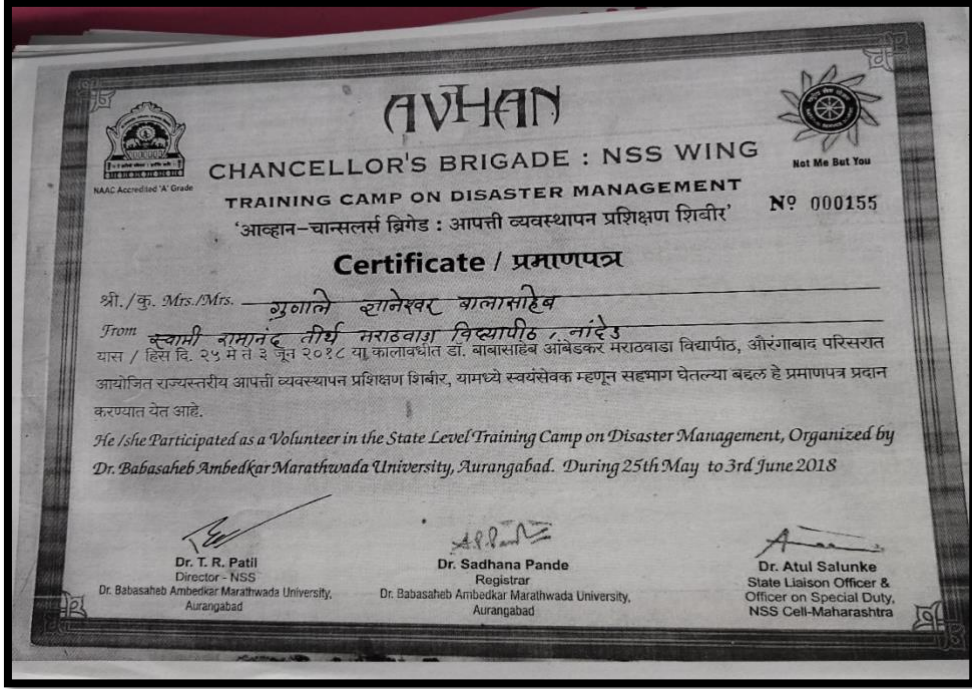 AVHAN
CHANCELLOR'S BRIGADE : NSS WING
NAAC Accredited 'A' Grade
Not Me But You
TRAINING CAMP ON DISASTER MANAGEMENT
Nº 000155
'आव्हान-चान्सलर्स ब्रिगेड : आपत्ती व्यवस्थापन प्रशिक्षण शिबीर'
Certificate / प्रमाणपत्र
श्री./कु. Mrs./Mrs. गुगाले ज्ञानेश्वर बालासाहेब
From स्वामी रामानंद तीर्थ मराठवाडा विद्यापीठ, नांदेड
यास / हिस दि. २५ मे ते ३ जून २०१८ या कालावधीत डॉ. बाबासाहेब आंबेडकर मराठवाडा विद्यापीठ, औरंगाबाद परिसरात
आयोजित राज्यस्तरीय आपत्ती व्यवस्थापन प्रशिक्षण शिबीर, यामध्ये स्वयंसेवक म्हणून सहभाग घेतल्या बद्दल हे प्रमाणपत्र प्रदान
करण्यात येत आहे.
He /she Participated as a Volunteer in the State Level Training Camp on Disaster Management, Organized by
Dr. Babasaheb Ambedkar Marathwada University, Aurangabad. During 25th May to 3rd June 2018
Dr. T. R. Patil
Director - NSS
Dr. Babasaheb Ambedkar Marathwada University,
Aurangabad
Dr. Sadhana Pande
Registrar
Dr. Babasaheb Ambedkar Marathwada University,
Aurangabad
Dr. Atul Salunke
State Liaison Officer &
Officer on Special Duty,
NSS Cell-Maharashtra